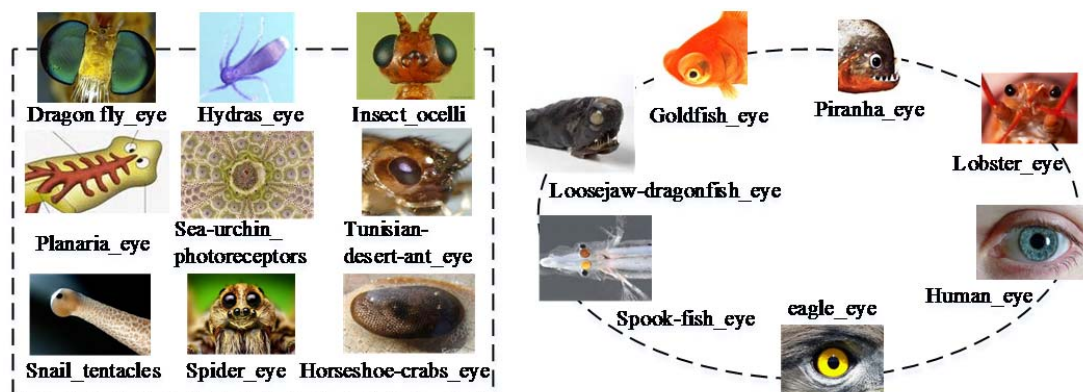 Dragon fly_eye
Hydras_eye
Insect_ocelli
Planaria_eye
Sea-urchin_
photoreceptors
Tunisian-
desert-ant_eye
Snail_tentacles
Spider_eye
Horseshoe-crabs_eye
Goldfish_eye
Piranha_eye
Lobster_eye
Loosejaw-dragonfish_eye
Human_eye
Spook-fish_eye
eagle_eye